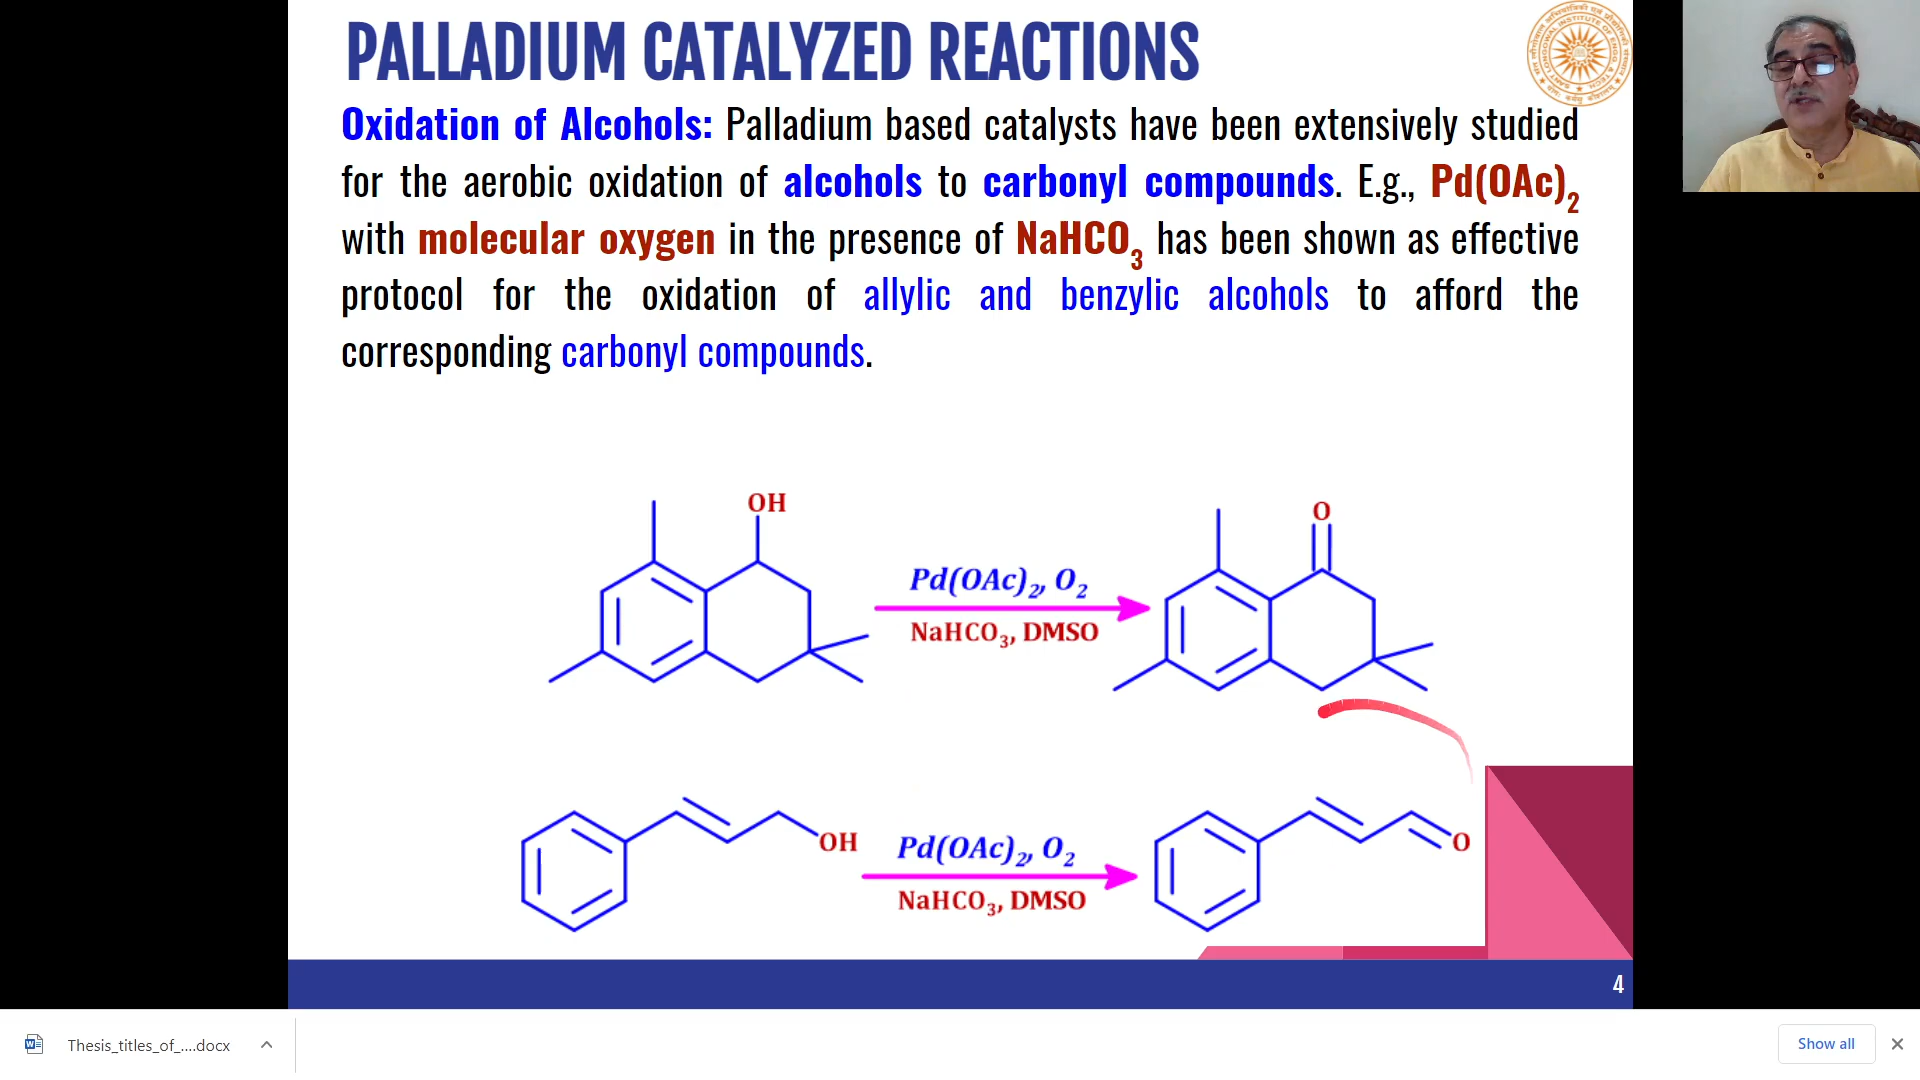 PALLADIUM CATALYZED REACTIONS
Oxidation of Alcohols: Palladium based catalysts have been extensively studied
for the aerobic oxidation of alcohols to carbonyl compounds. E.g., Pd(OAc)₂
with molecular oxygen in the presence of NaHCO₃ has been shown as effective
protocol for the oxidation of allylic and benzylic alcohols to afford the
corresponding carbonyl compounds.
OH
Pd(OAc)₂, O₂
NaHCO₃, DMSO
O
OH
Pd(OAc)₂, O₂
NaHCO₃, DMSO
O
4
Thesis_titles_of_....docx
Show all